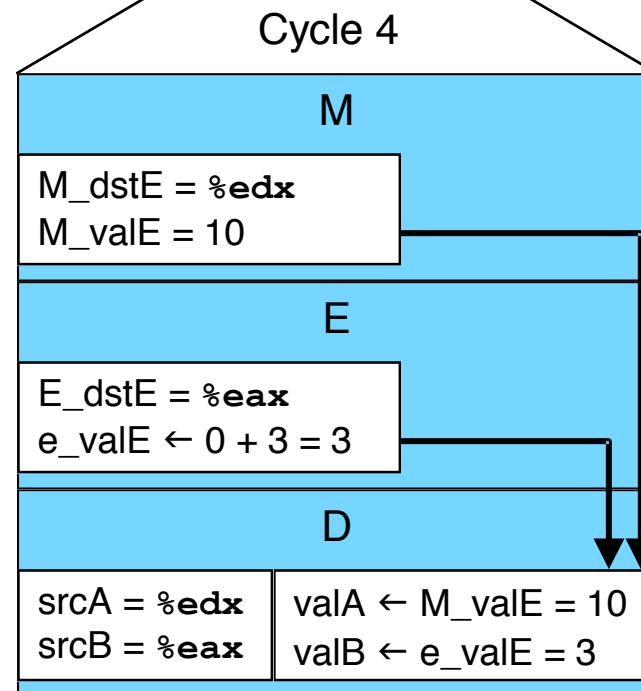 Cycle 4
M
M_dstE = %edx
M_valE = 10
E
E_dstE = %eax
e_valE ← 0 + 3 = 3
D
srcA = %edx
srcB = %eax
valA ← M_valE = 10
valB ← e_valE = 3